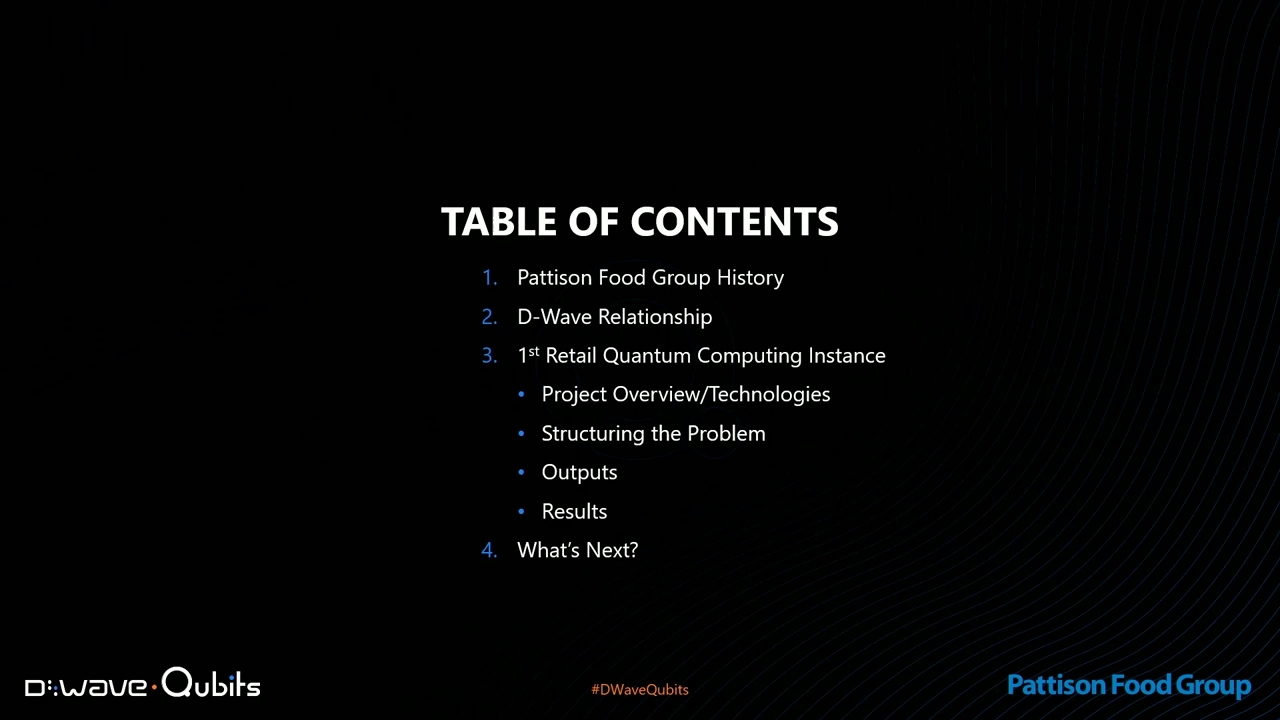 TABLE OF CONTENTS
1. Pattison Food Group History
2. D-Wave Relationship
3. 1st Retail Quantum Computing Instance
• Project Overview/Technologies
• Structuring the Problem
• Outputs
• Results
4. What's Next?
D:Wave·Qubits
#DWaveQubits
Pattison Food Group